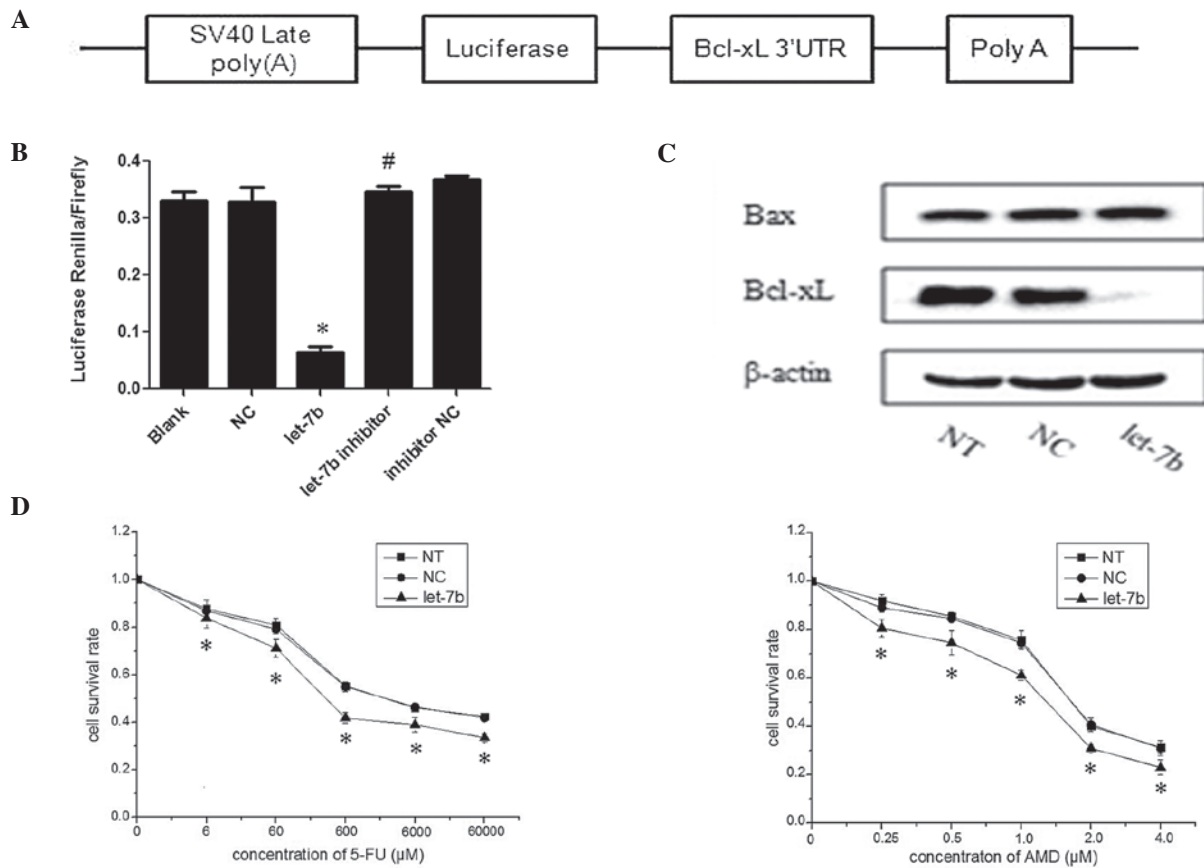 A
SV40 Late
poly(A)
Luciferase
Bcl-xL 3'UTR
Poly A
B
Luciferase Renilla/Firefly
0.4
0.3
0.2
0.1
0.0
*
#
Blank
NC
let-7b
let-7b inhibitor
inhibitor NC
C
Bax
Bcl-xL
β-actin
NT
NC
let-7b
D
cell survival rate
1.2
1.0
0.8
0.6
0.4
0.2
0.0
NT
NC
let-7b
* * * * *
0 6 60 600 6000 60000
concentration of 5-FU (µM)
cell survival rate
1.2
1.0
0.8
0.6
0.4
0.2
0.0
NT
NC
let-7b
* * * * *
0 0.25 0.5 1.0 2.0 4.0
concentraton of AMD (µM)